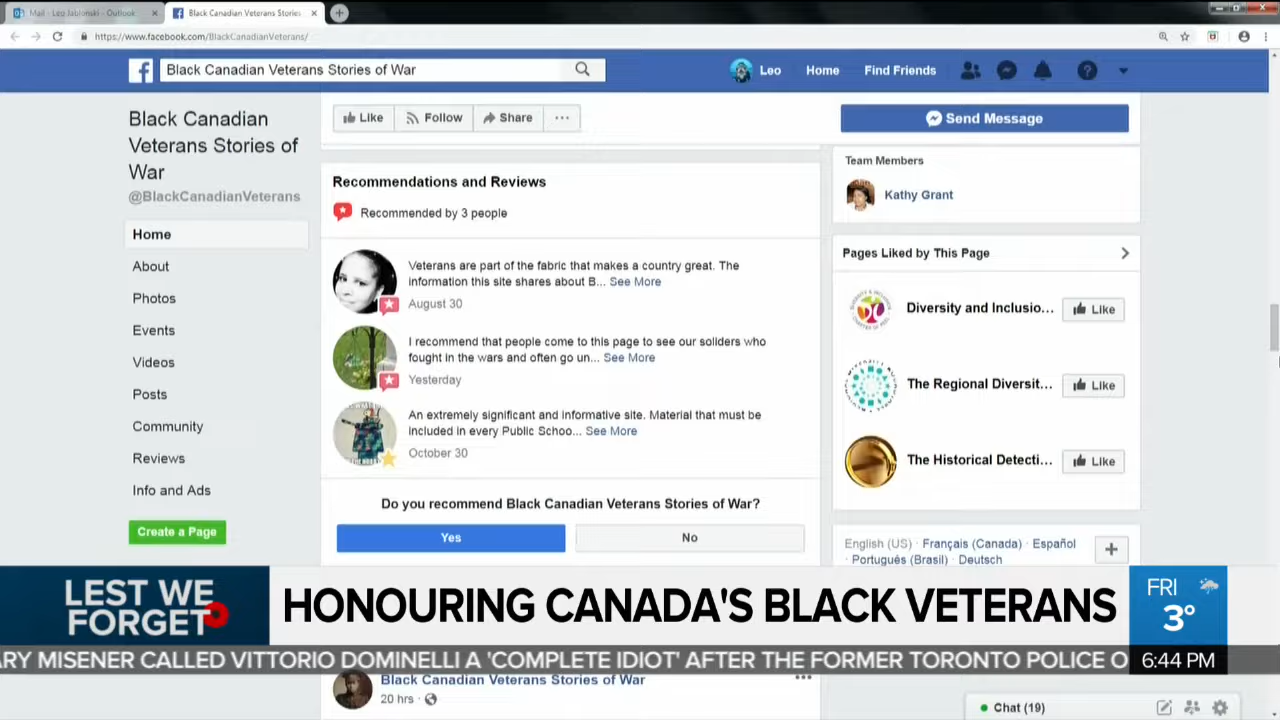 Mail - Leo Jablonski - Outlook
Black Canadian Veterans Stories
https://www.facebook.com/BlackCanadianVeterans/
Black Canadian Veterans Stories of War
Leo
Home
Find Friends
Black Canadian
Veterans Stories of
War
@BlackCanadianVeterans
Home
About
Photos
Events
Videos
Posts
Community
Reviews
Info and Ads
Create a Page
Like
Follow
Share
...
Send Message
Recommendations and Reviews
Recommended by 3 people
Veterans are part of the fabric that makes a country great. The
information this site shares about B... See More
August 30
I recommend that people come to this page to see our soliders who
fought in the wars and often go un... See More
Yesterday
An extremely significant and informative site. Material that must be
included in every Public Schoo... See More
October 30
Do you recommend Black Canadian Veterans Stories of War?
Yes
No
Team Members
Kathy Grant
Pages Liked by This Page
Diversity and Inclusio...
Like
The Regional Diversit...
Like
The Historical Detecti...
Like
English (US) · Français (Canada) · Español
· Português (Brasil) · Deutsch
LEST WE
FORGET
HONOURING CANADA'S BLACK VETERANS
FRI
3°
ARY MISENER CALLED VITTORIO DOMINELLI A 'COMPLETE IDIOT' AFTER THE FORMER TORONTO POLICE O
6:44 PM
Black Canadian Veterans Stories of War
20 hrs ·
...
Chat (19)